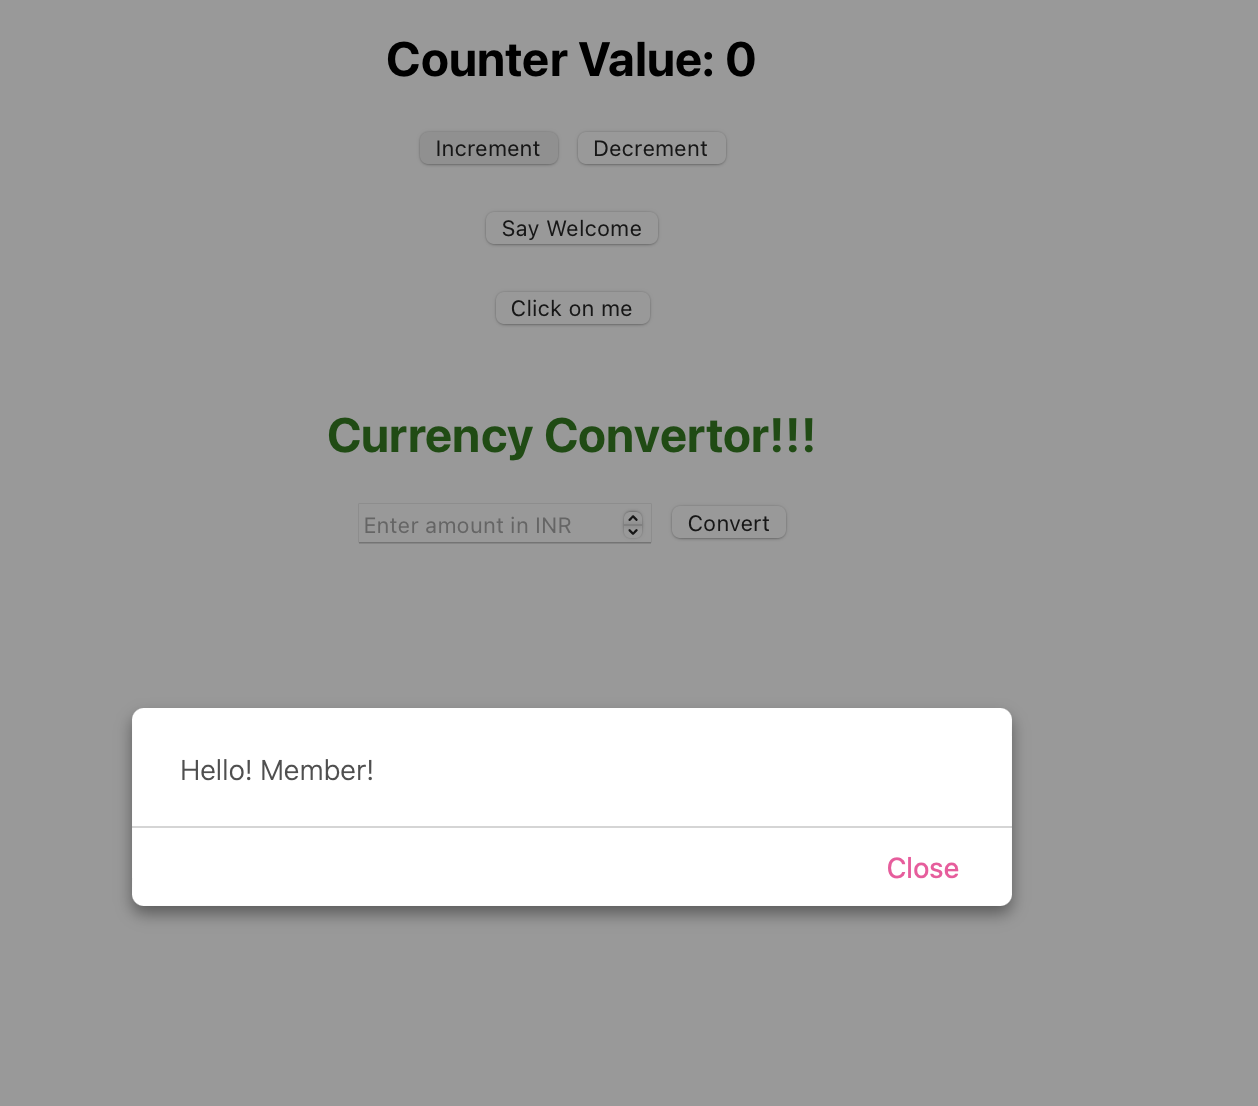 Counter Value: 0
Increment Decrement
Say Welcome
Click on me
Currency Convertor!!!
Enter amount in INR Convert
Hello! Member!
Close